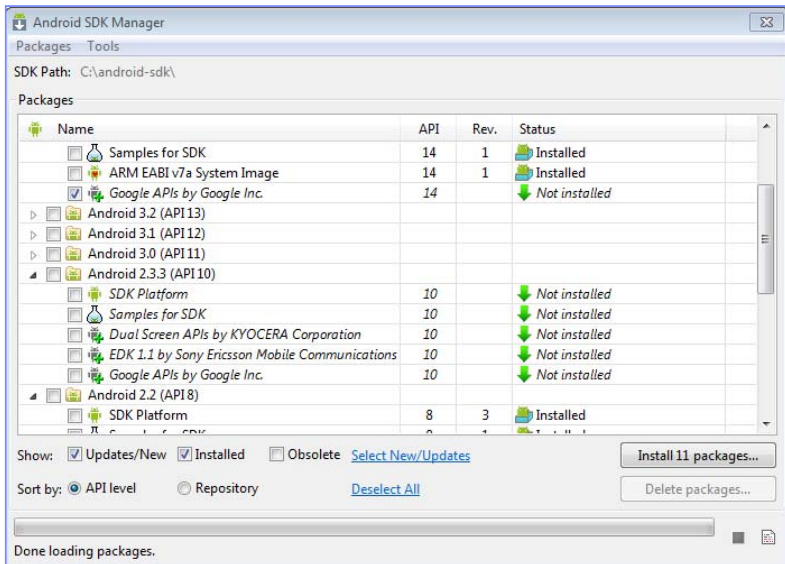 Android SDK Manager
Packages Tools
SDK Path: C:\android-sdk\
Packages
Name API Rev. Status
Samples for SDK 14 1 Installed
ARM EABI v7a System Image 14 1 Installed
Google APIs by Google Inc. 14 Not installed
Android 3.2 (API 13)
Android 3.1 (API 12)
Android 3.0 (API 11)
Android 2.3.3 (API 10)
SDK Platform 10 Not installed
Samples for SDK 10 Not installed
Dual Screen APIs by KYOCERA Corporation 10 Not installed
EDK 1.1 by Sony Ericsson Mobile Communications 10 Not installed
Google APIs by Google Inc. 10 Not installed
Android 2.2 (API 8)
SDK Platform 8 3 Installed
Show: Updates/New Installed Obsolete Select New/Updates Install 11 packages...
Sort by: API level Repository Deselect All Delete packages...
Done loading packages.